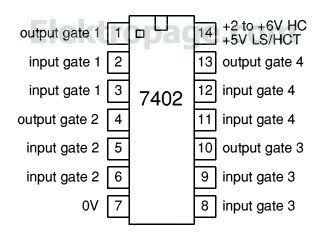 Elektropage.com
output gate 1 1 14 +2 to +6V HC
+5V LS/HCT
input gate 1 2 13 output gate 4
input gate 1 3 12 input gate 4
7402
output gate 2 4 11 input gate 4
input gate 2 5 10 output gate 3
input gate 2 6 9 input gate 3
0V 7 8 input gate 3